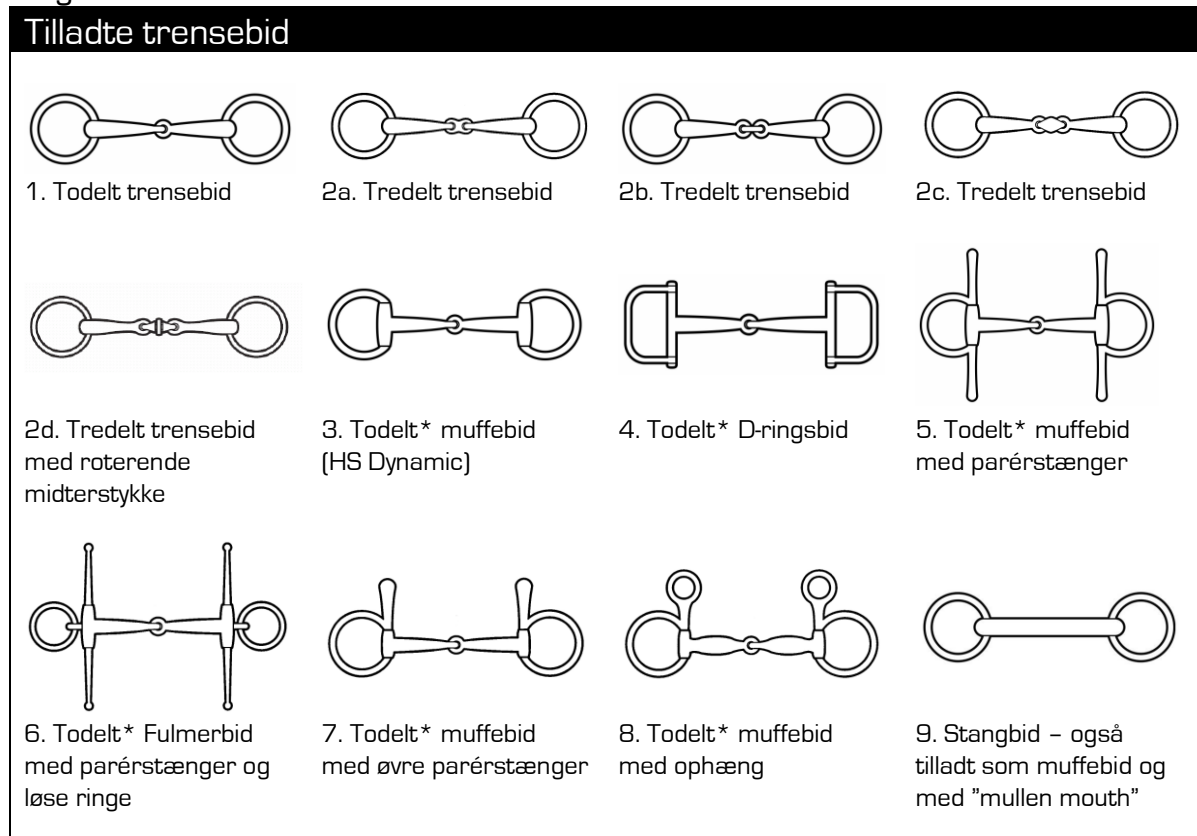 Tilladte trensebid
1. Todelt trensebid
2a. Tredelt trensebid
2b. Tredelt trensebid
2c. Tredelt trensebid
2d. Tredelt trensebid
med roterende
midterstykke
3. Todelt* muffebid
(HS Dynamic)
4. Todelt* D-ringsbid
5. Todelt* muffebid
med parérstænger
6. Todelt* Fulmerbid
med parérstænger og
løse ringe
7. Todelt* muffebid
med øvre parérstænger
8. Todelt* muffebid
med ophæng
9. Stangbid – også
tilladt som muffebid og
med ”mullen mouth”